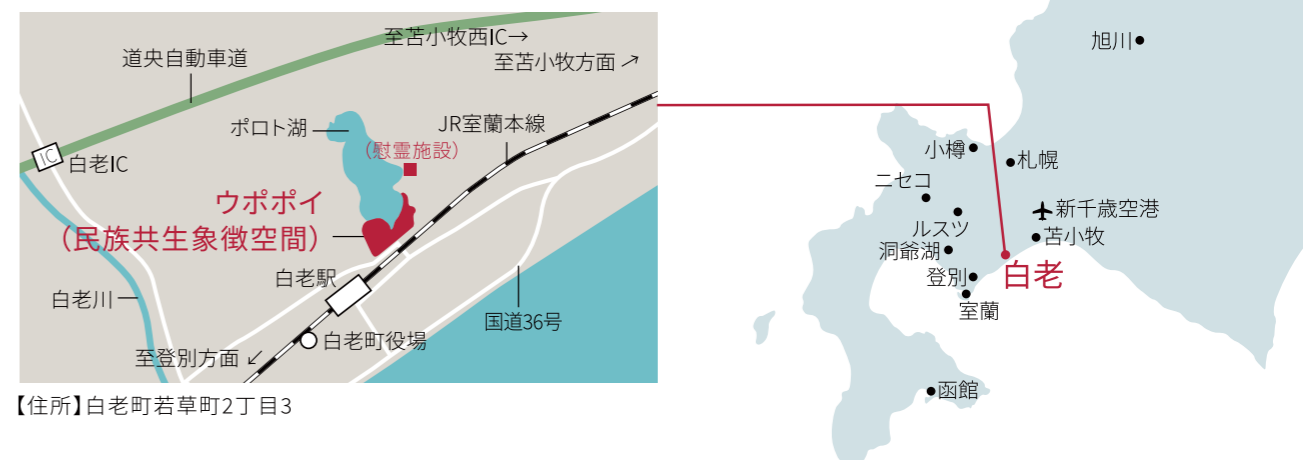 至苫小牧西IC→
道央自動車道
至苫小牧方面↗
ポロト湖
JR室蘭本線
(慰霊施設)
IC
白老IC
ウポポイ
(民族共生象徴空間)
白老駅
白老川
国道36号
白老町役場
至登別方面↙
【住所】白老町若草町2丁目3
旭川
小樽
札幌
ニセコ
新千歳空港
ルスツ
苫小牧
洞爺湖
登別
白老
室蘭
函館